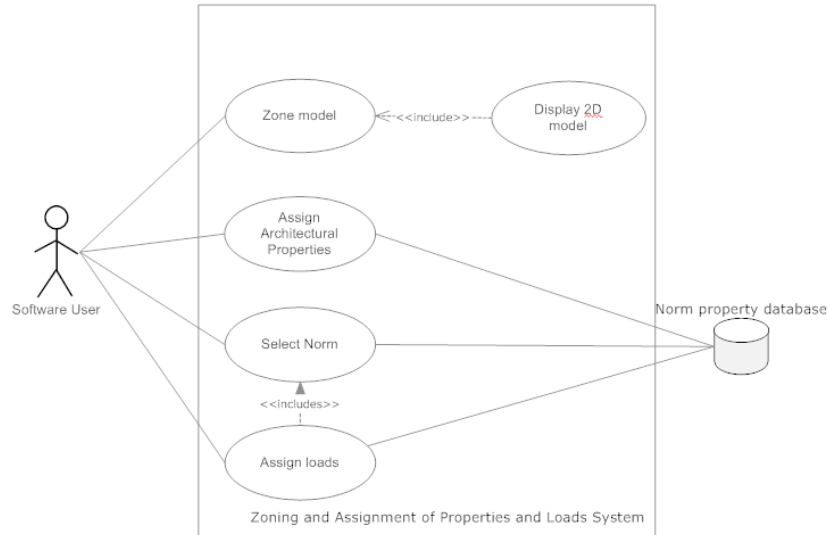 Zone model
<<include>>
Display 2D
model
Assign
Architectural
Properties
Software User
Norm property database
Select Norm
<<includes>>
Assign loads
Zoning and Assignment of Properties and Loads System